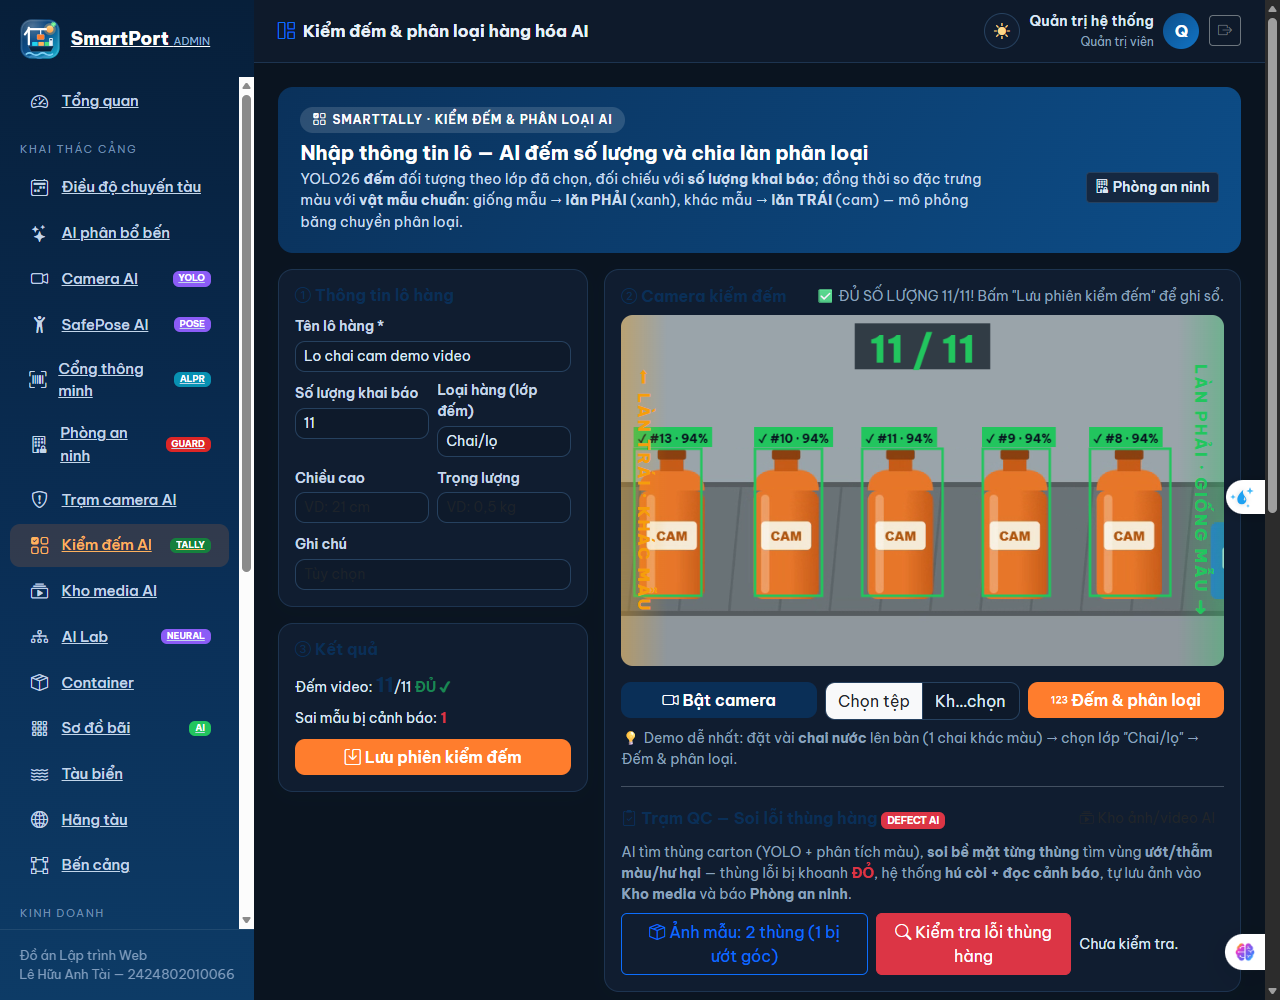 SmartPort ADMIN
Tổng quan
KHAI THÁC CẢNG
Điều độ chuyến tàu
AI phân bổ bến
Camera AI YOLO
SafePose AI POSE
Cổng thông minh ALPR
Phòng an ninh GUARD
Trạm camera AI
Kiểm đếm AI TALLY
Kho media AI
AI Lab NEURAL
Container
Sơ đồ bãi AI
Tàu biển
Hãng tàu
Bến cảng
KINH DOANH
Đồ án Lập trình Web
Lê Hữu Anh Tài — 2424802010066
Kiểm đếm & phân loại hàng hóa AI
Quản trị hệ thống
Quản trị viên
Q
SMARTTALLY · KIỂM ĐẾM & PHÂN LOẠI AI
Nhập thông tin lô — AI đếm số lượng và chia làn phân loại
YOLO26 đếm đối tượng theo lớp đã chọn, đối chiếu với số lượng khai báo; đồng thời so đặc trưng
màu với vật mẫu chuẩn: giống mẫu → lăn PHẢI (xanh), khác mẫu → lăn TRÁI (cam) — mô phỏng
băng chuyền phân loại.
Phòng an ninh
① Thông tin lô hàng
Tên lô hàng *
Lo chai cam demo video
Số lượng khai báo
11
Loại hàng (lớp
đếm)
Chai/lọ
Chiều cao
VD: 21 cm
Trọng lượng
VD: 0.5 kg
Ghi chú
Tùy chọn
③ Kết quả
Đếm video: 11/11 ĐỦ ✓
Sai mẫu bị cảnh báo: 1
Lưu phiên kiểm đếm
② Camera kiểm đếm
✅ ĐỦ SỐ LƯỢNG 11/11! Bấm "Lưu phiên kiểm đếm" để ghi sổ.
11 / 11
← LÀN TRÁI · KHÁC MẪU
LÀN PHẢI · GIỐNG MẪU →
✓ #13 · 94%
✓ #10 · 94%
✓ #11 · 94%
✓ #9 · 94%
✓ #8 · 94%
CAM
CAM
CAM
CAM
CAM
Bật camera
Chọn tệp Kh...chọn
123 Đếm & phân loại
💡 Demo dễ nhất: đặt vài chai nước lên bàn (1 chai khác màu) → chọn lớp "Chai/lọ" →
Đếm & phân loại.
Trạm QC — Soi lỗi thùng hàng DEFECT AI
Kho ảnh/video AI
AI tìm thùng carton (YOLO + phân tích màu), soi bề mặt từng thùng tìm vùng ướt/thẫm
màu/hư hại — thùng lỗi bị khoanh ĐỎ, hệ thống hú còi + đọc cảnh báo, tự lưu ảnh vào
Kho media và báo Phòng an ninh.
Ảnh mẫu: 2 thùng (1 bị
ướt góc)
Kiểm tra lỗi thùng
hàng
Chưa kiểm tra.